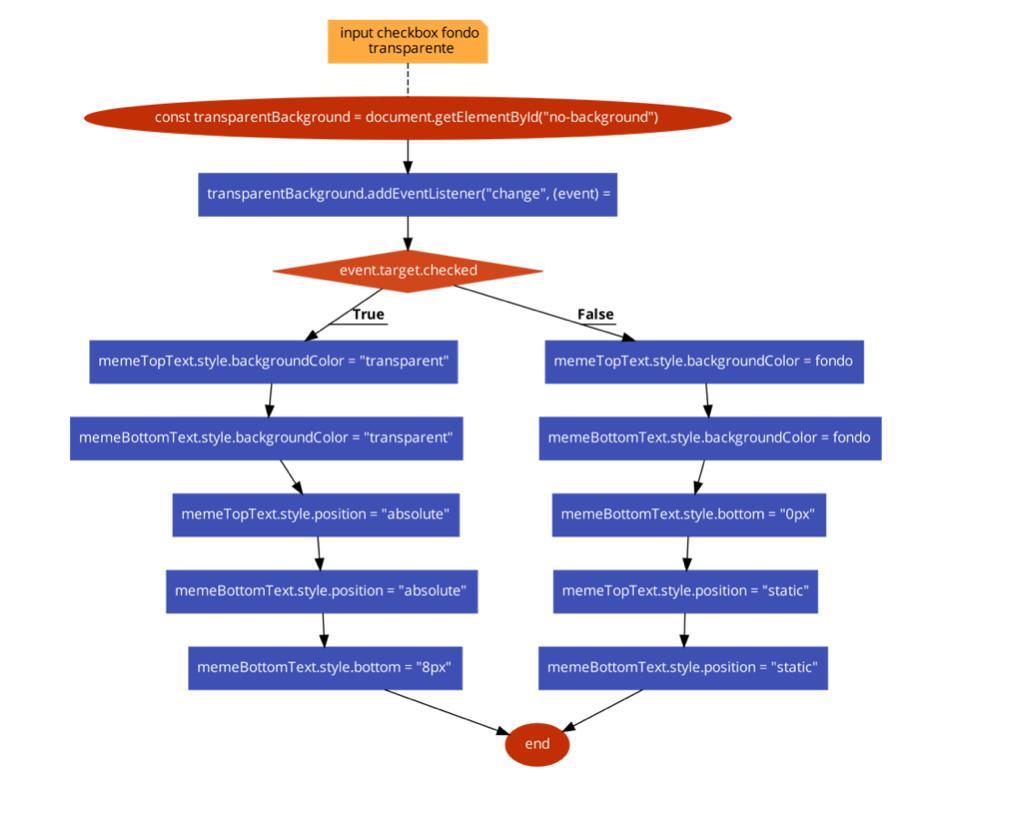 input checkbox fondo
transparente
const transparentBackground = document.getElementById("no-background")
transparentBackground.addEventListener("change", (event) =
event.target.checked
True
False
memeTopText.style.backgroundColor = "transparent"
memeTopText.style.backgroundColor = fondo
memeBottomText.style.backgroundColor = "transparent"
memeBottomText.style.backgroundColor = fondo
memeTopText.style.position = "absolute"
memeBottomText.style.bottom = "0px"
memeBottomText.style.position = "absolute"
memeTopText.style.position = "static"
memeBottomText.style.bottom = "8px"
memeBottomText.style.position = "static"
end